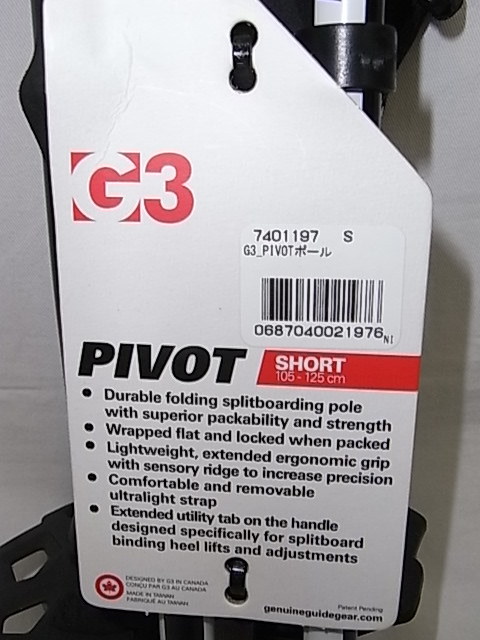 G3
7401197 S
G3_PIVOTポール
0687040021976
NI
PIVOT
SHORT
105 - 125 cm
• Durable folding splitboarding pole
with superior packability and strength
• Wrapped flat and locked when packed
• Lightweight, extended ergonomic grip
with sensory ridge to increase precision
• Comfortable and removable
ultralight strap
• Extended utility tab on the handle
designed specifically for splitboard
binding heel lifts and adjustments
DESIGNED BY G3 IN CANADA
CONÇU PAR G3 AU CANADA
MADE IN TAIWAN
FABRIQUÉ AU TAIWAN
Patent Pending
genuineguidegear.com